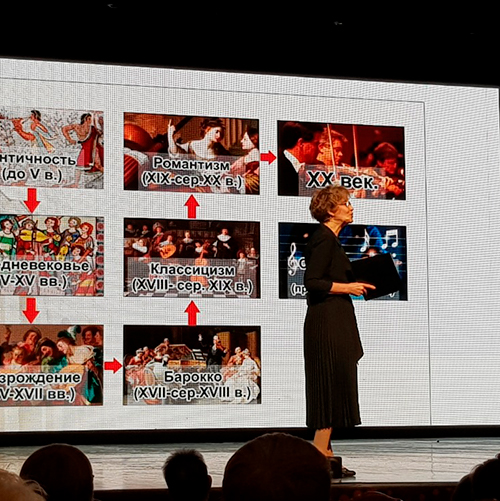 нтичность
(до V в.)
Романтизм
(XIX-сер.XX в.)
XX век.
дневековье
V-XV вв.)
Классицизм
(XVIII- сер. XIX в.)
зрождение
V-XVII вв.)
Барокко
(XVII-сер.XVIII в.)